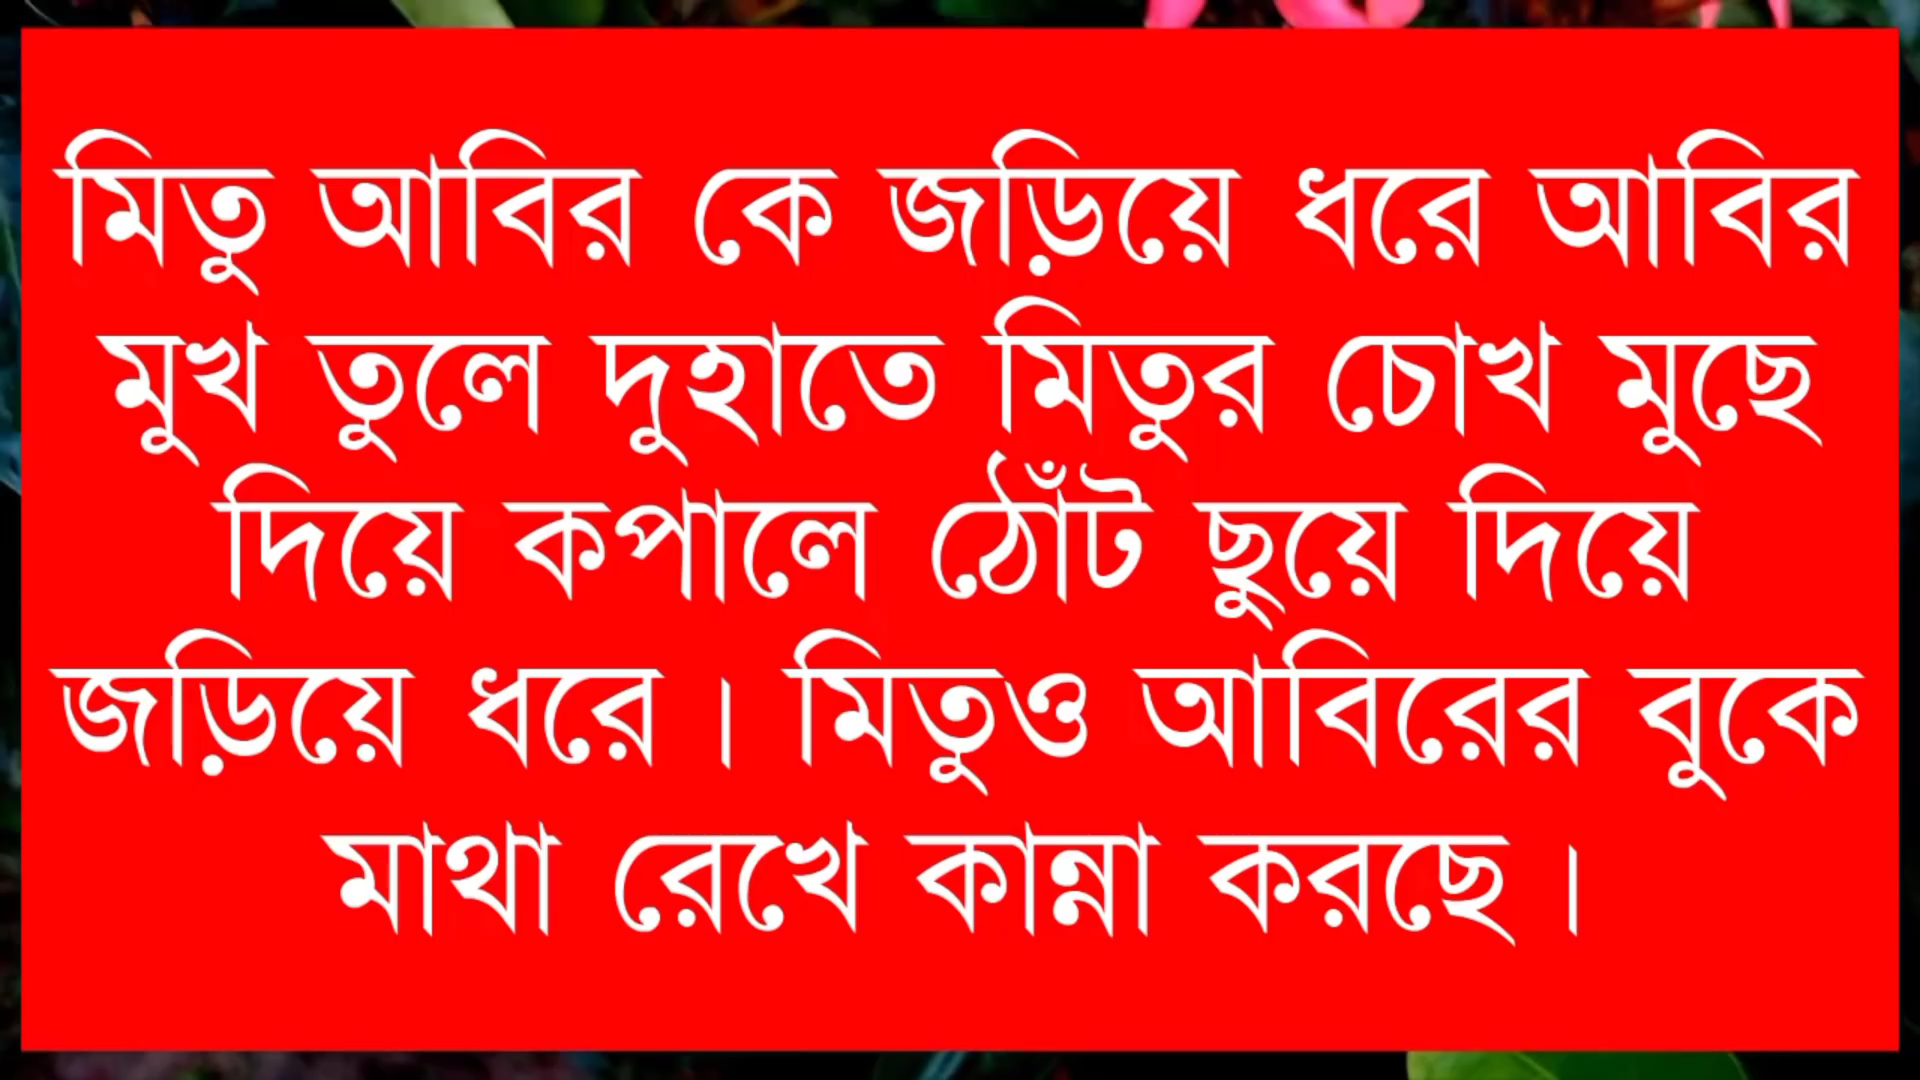 মিতু আবির কে জড়িয়ে ধরে আবির
মুখ তুলে দুহাতে মিতুর চোখ মুছে
দিয়ে কপালে ঠোঁট ছুয়ে দিয়ে
জড়িয়ে ধরে। মিতুও আবিরের বুকে
মাথা রেখে কান্না করছে।